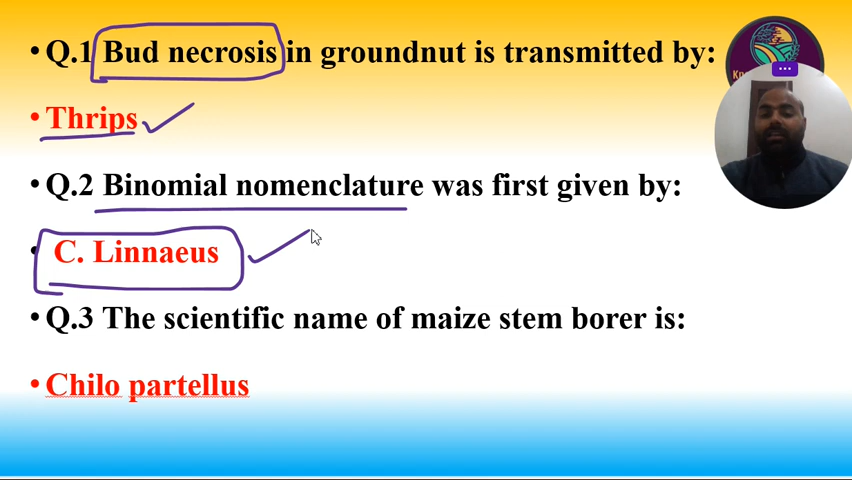 • Q.1 Bud necrosis in groundnut is transmitted by:
• Thrips
• Q.2 Binomial nomenclature was first given by:
• C. Linnaeus
• Q.3 The scientific name of maize stem borer is:
• Chilo partellus